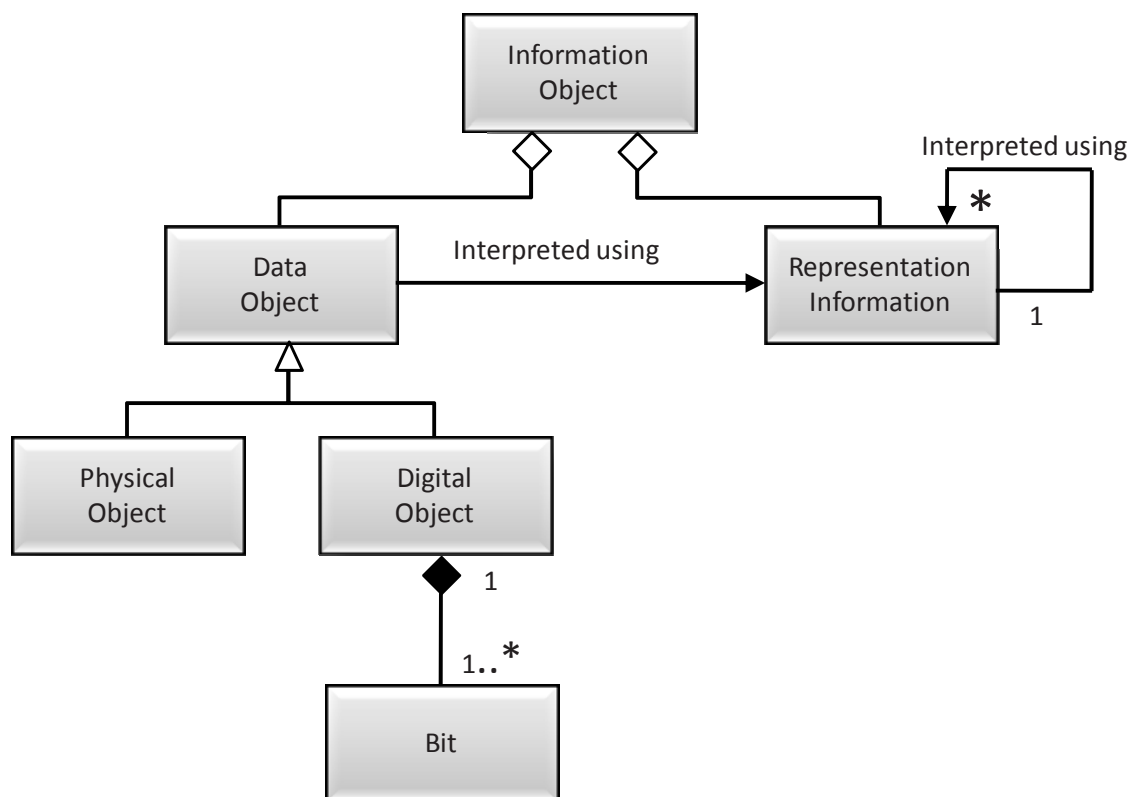 Information
Object
Interpreted using
*
Data
Object
Interpreted using
Representation
Information
1
Physical
Object
Digital
Object
1
1..*
Bit